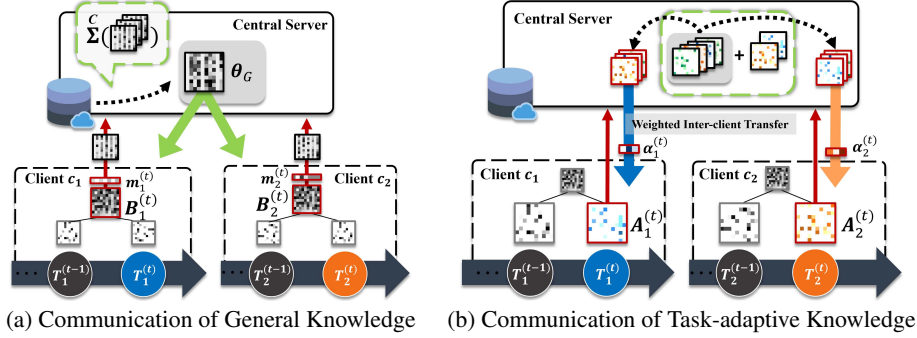 Central Server
C
Σ( )
θ_G
Client c_1
m_1^(t)
B_1^(t)
Client c_2
m_2^(t)
B_2^(t)
... T_1^(t-1) T_1^(t)
... T_2^(t-1) T_2^(t)
(a) Communication of General Knowledge
Central Server
+
Weighted Inter-client Transfer
α_1^(t)
α_2^(t)
Client c_1
A_1^(t)
Client c_2
A_2^(t)
... T_1^(t-1) T_1^(t)
... T_2^(t-1) T_2^(t)
(b) Communication of Task-adaptive Knowledge